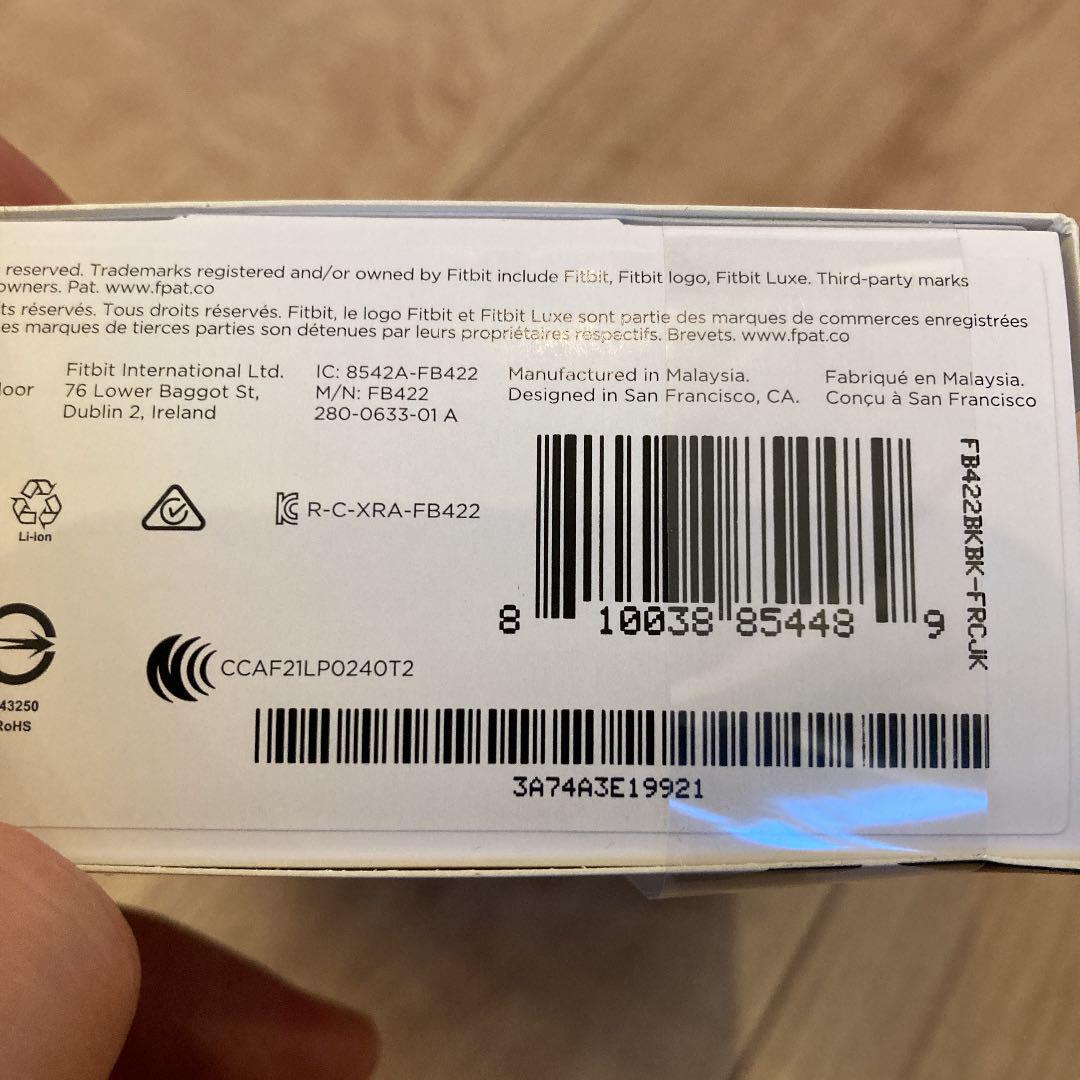 reserved. Trademarks registered and/or owned by Fitbit include Fitbit, Fitbit logo, Fitbit Luxe. Third-party marks
owners. Pat. www.fpat.co
ts réservés. Tous droits réservés. Fitbit, le logo Fitbit et Fitbit Luxe sont partie des marques de commerces enregistrées
es marques de tierces parties son détenues par leurs propriétaires respectifs. Brevets. www.fpat.co
loor
Fitbit International Ltd.
76 Lower Baggot St,
Dublin 2, Ireland
IC: 8542A-FB422
M/N: FB422
280-0633-01 A
Manufactured in Malaysia.
Designed in San Francisco, CA.
Fabriqué en Malaysia.
Conçu à San Francisco
Li-ion
R-C-XRA-FB422
8 10038 85448 9
FB422BKBK-FRCJK
CCAF21LP0240T2
43250
RoHS
3A74A3E19921